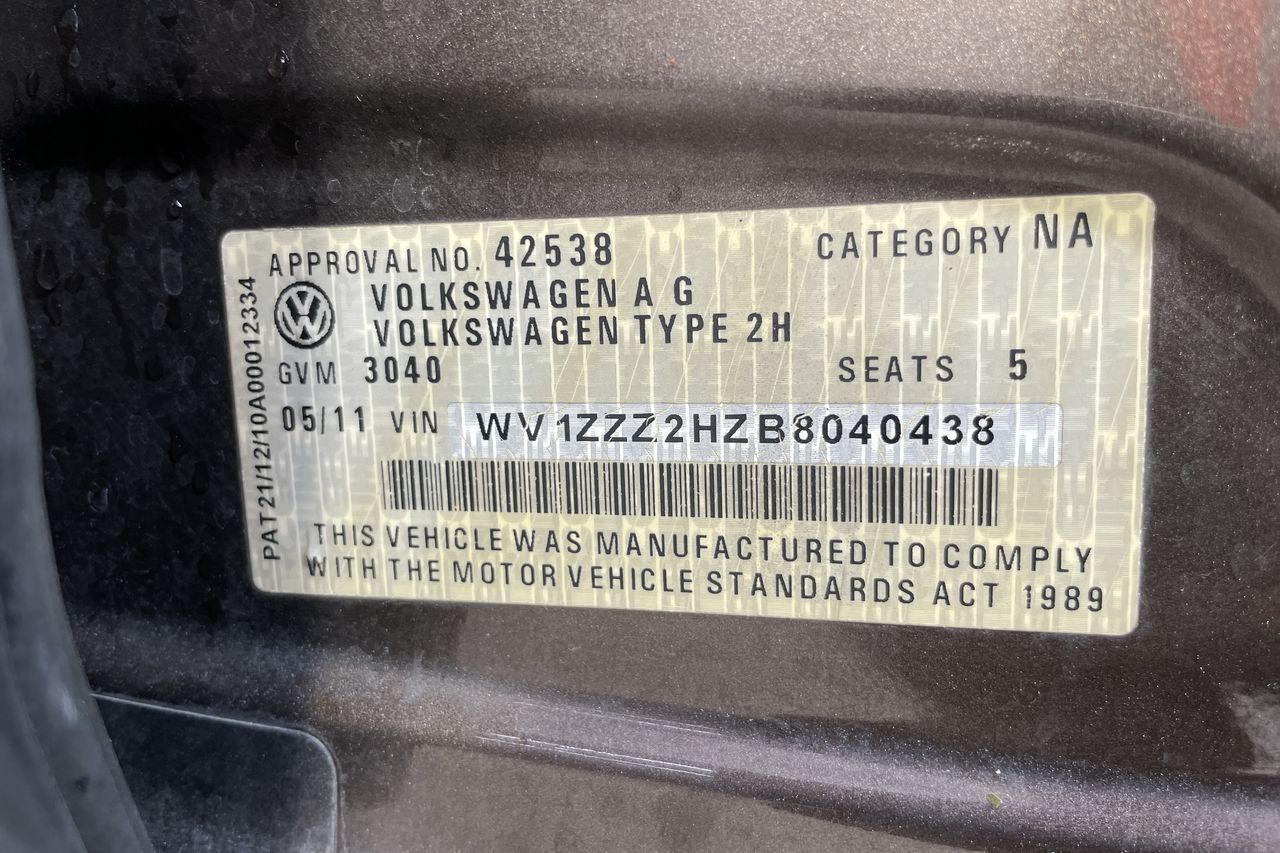 APPROVAL NO. 42538
CATEGORY NA
VOLKSWAGEN A G
VOLKSWAGEN TYPE 2H
GVM 3040
SEATS 5
05/11 VIN WV1ZZZ2HZB8040438
THIS VEHICLE WAS MANUFACTURED TO COMPLY
WITH THE MOTOR VEHICLE STANDARDS ACT 1989
PAT21/12/10A00012334